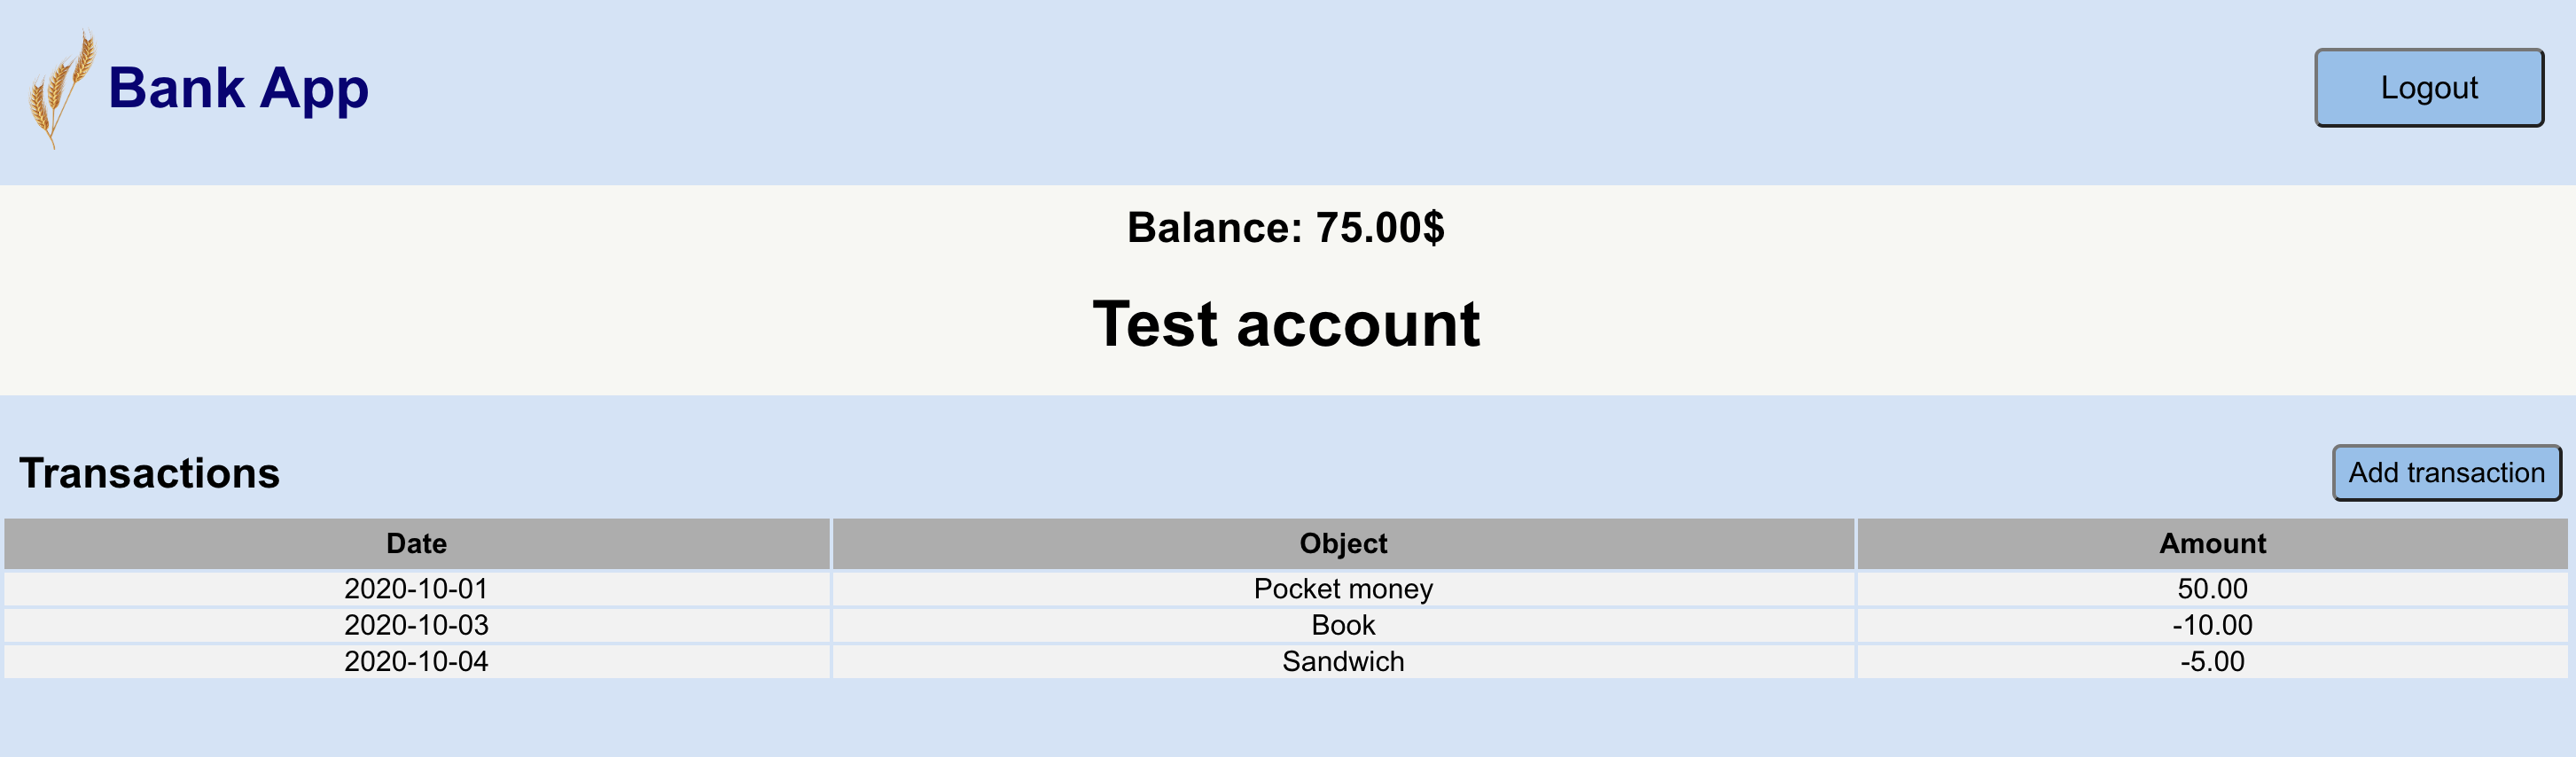 Bank App
Logout
Balance: 75.00$
Test account
Transactions
Add transaction
Date Object Amount
2020-10-01 Pocket money 50.00
2020-10-03 Book -10.00
2020-10-04 Sandwich -5.00